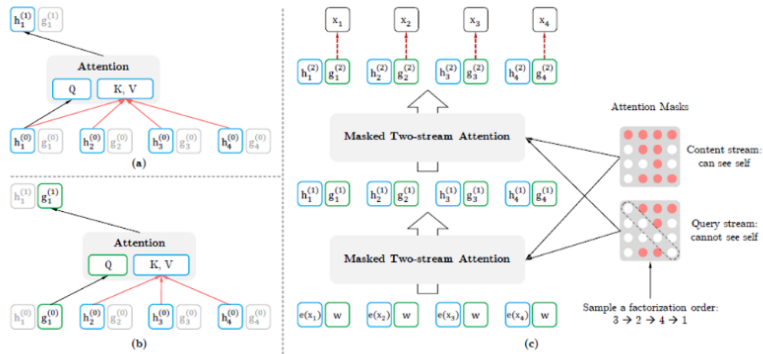 h₁⁽¹⁾ g₁⁽¹⁾
Attention
Q K, V
h₁⁽⁰⁾ g₁⁽⁰⁾ h₂⁽⁰⁾ g₂⁽⁰⁾ h₃⁽⁰⁾ g₃⁽⁰⁾ h₄⁽⁰⁾ g₄⁽⁰⁾
(a)
h₁⁽¹⁾ g₁⁽¹⁾
Attention
Q K, V
h₁⁽⁰⁾ g₁⁽⁰⁾ h₂⁽⁰⁾ g₂⁽⁰⁾ h₃⁽⁰⁾ g₃⁽⁰⁾ h₄⁽⁰⁾ g₄⁽⁰⁾
(b)
x₁ x₂ x₃ x₄
h₁⁽²⁾ g₁⁽²⁾ h₂⁽²⁾ g₂⁽²⁾ h₃⁽²⁾ g₃⁽²⁾ h₄⁽²⁾ g₄⁽²⁾
Masked Two-stream Attention
h₁⁽¹⁾ g₁⁽¹⁾ h₂⁽¹⁾ g₂⁽¹⁾ h₃⁽¹⁾ g₃⁽¹⁾ h₄⁽¹⁾ g₄⁽¹⁾
Masked Two-stream Attention
e(x₁) w e(x₂) w e(x₃) w e(x₄) w
(c)
Attention Masks
Content stream:
can see self
Query stream:
cannot see self
Sample a factorization order:
3 → 2 → 4 → 1